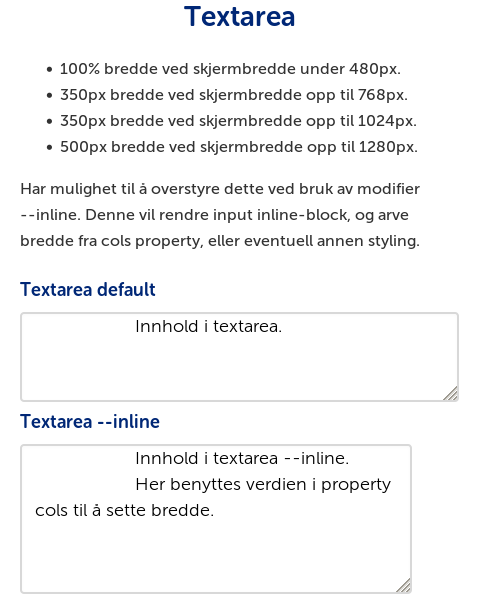 Textarea
• 100% bredde ved skjermbredde under 480px.
• 350px bredde ved skjermbredde opp til 768px.
• 350px bredde ved skjermbredde opp til 1024px.
• 500px bredde ved skjermbredde opp til 1280px.
Har mulighet til å overstyre dette ved bruk av modifier
--inline. Denne vil rendre input inline-block, og arve
bredde fra cols property, eller eventuell annen styling.
Textarea default
Innhold i textarea.
Textarea --inline
Innhold i textarea --inline.
Her benyttes verdien i property
cols til å sette bredde.